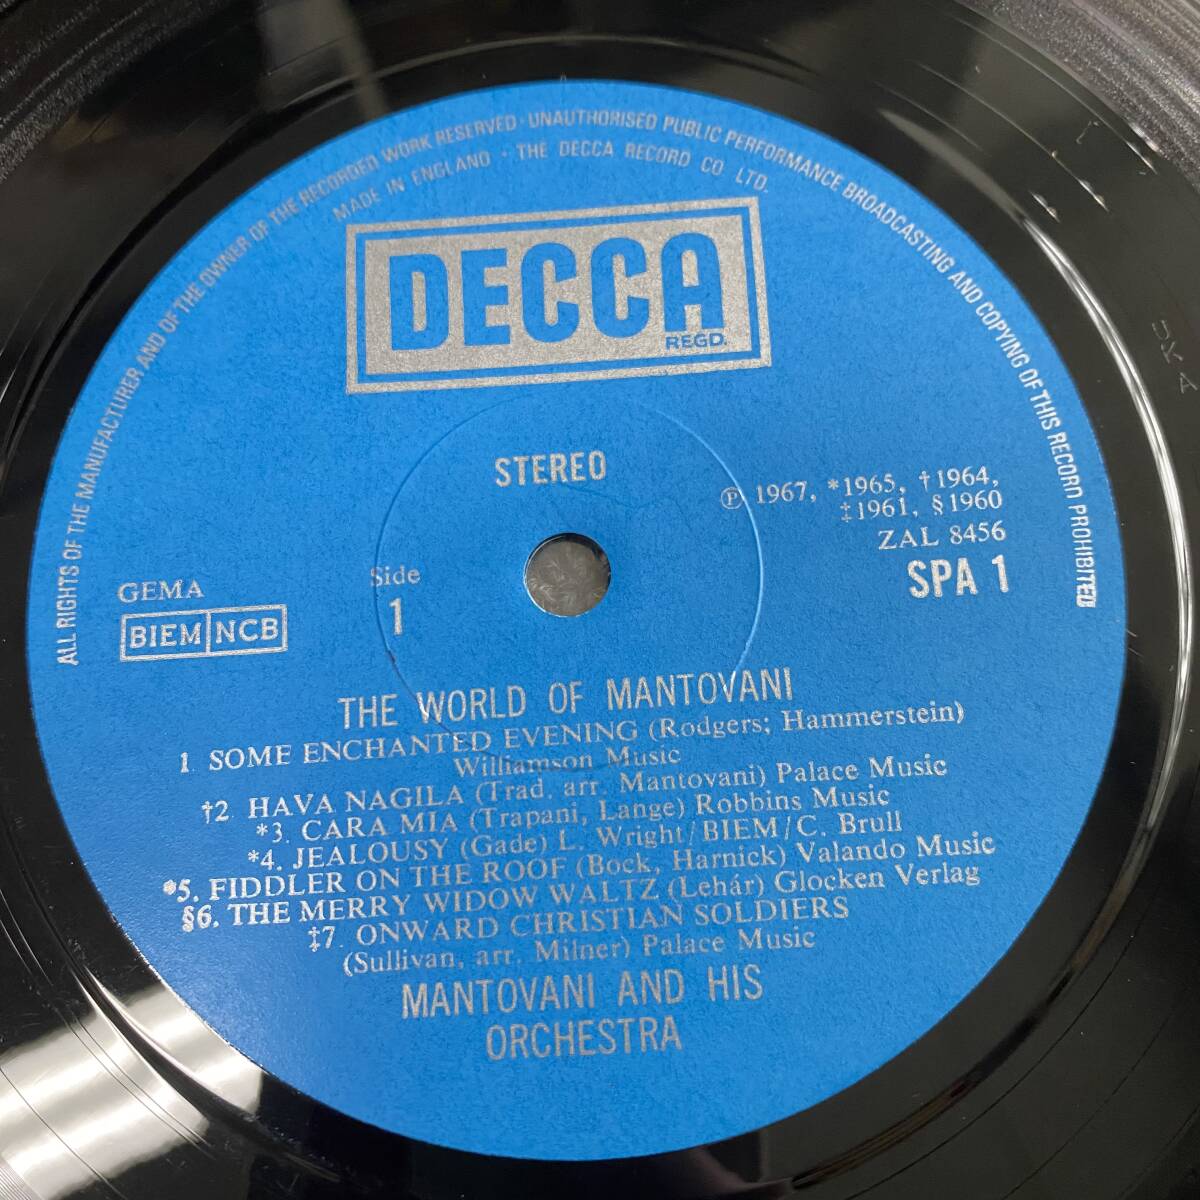 ALL RIGHTS OF THE MANUFACTURER AND OF THE OWNER OF THE RECORDED WORK RESERVED · UNAUTHORISED PUBLIC PERFORMANCE BROADCASTING AND COPYING OF THIS RECORD PROHIBITED
MADE IN ENGLAND · THE DECCA RECORD CO LTD.
DECCA
REGD.
STEREO
℗ 1967, *1965, †1964,
‡1961, §1960
ZAL 8456
SPA 1
GEMA
BIEM NCB
Side
1
THE WORLD OF MANTOVANI
1. SOME ENCHANTED EVENING (Rodgers; Hammerstein)
Williamson Music
†2. HAVA NAGILA (Trad. arr. Mantovani) Palace Music
*3. CARA MIA (Trapani, Lange) Robbins Music
*4. JEALOUSY (Gade) L. Wright/BIEM/C. Brull
*5. FIDDLER ON THE ROOF (Bock, Harnick) Valando Music
§6. THE MERRY WIDOW WALTZ (Lehár) Glocken Verlag
‡7. ONWARD CHRISTIAN SOLDIERS
(Sullivan, arr. Milner) Palace Music
MANTOVANI AND HIS
ORCHESTRA